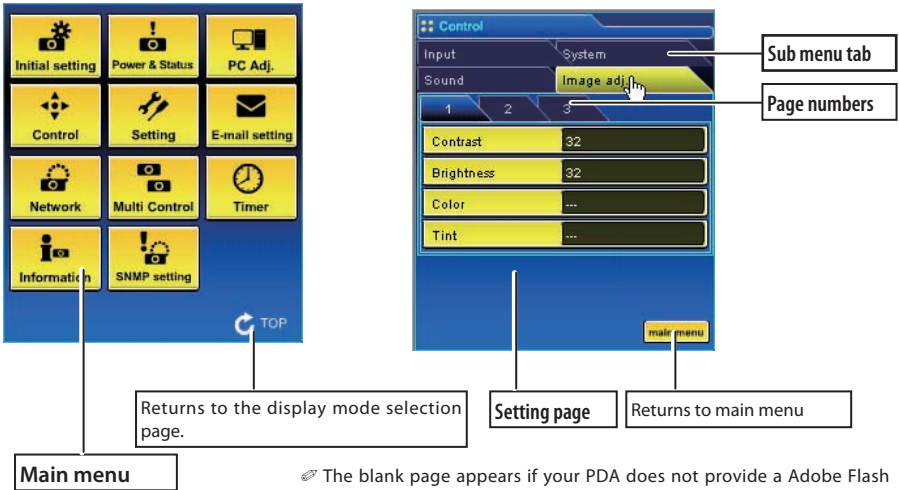 Initial setting
Power & Status
PC Adj.
Control
Setting
E-mail setting
Network
Multi Control
Timer
Information
SNMP setting
TOP
Control
Input
System
Sound
Image adj.
1 2 3
Contrast 32
Brightness 32
Color ---
Tint ---
main menu
Sub menu tab
Page numbers
Returns to the display mode selection
page.
Setting page
Returns to main menu
Main menu
✐ The blank page appears if your PDA does not provide a Adobe Flash